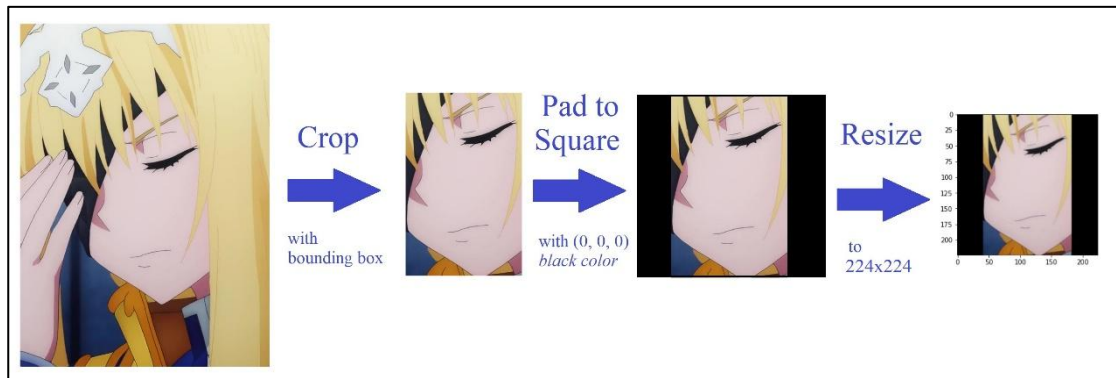 Crop
with
bounding box
Pad to
Square
with (0, 0, 0)
black color
Resize
to
224x224
0
25
50
75
100
125
150
175
200
0
50
100
150
200